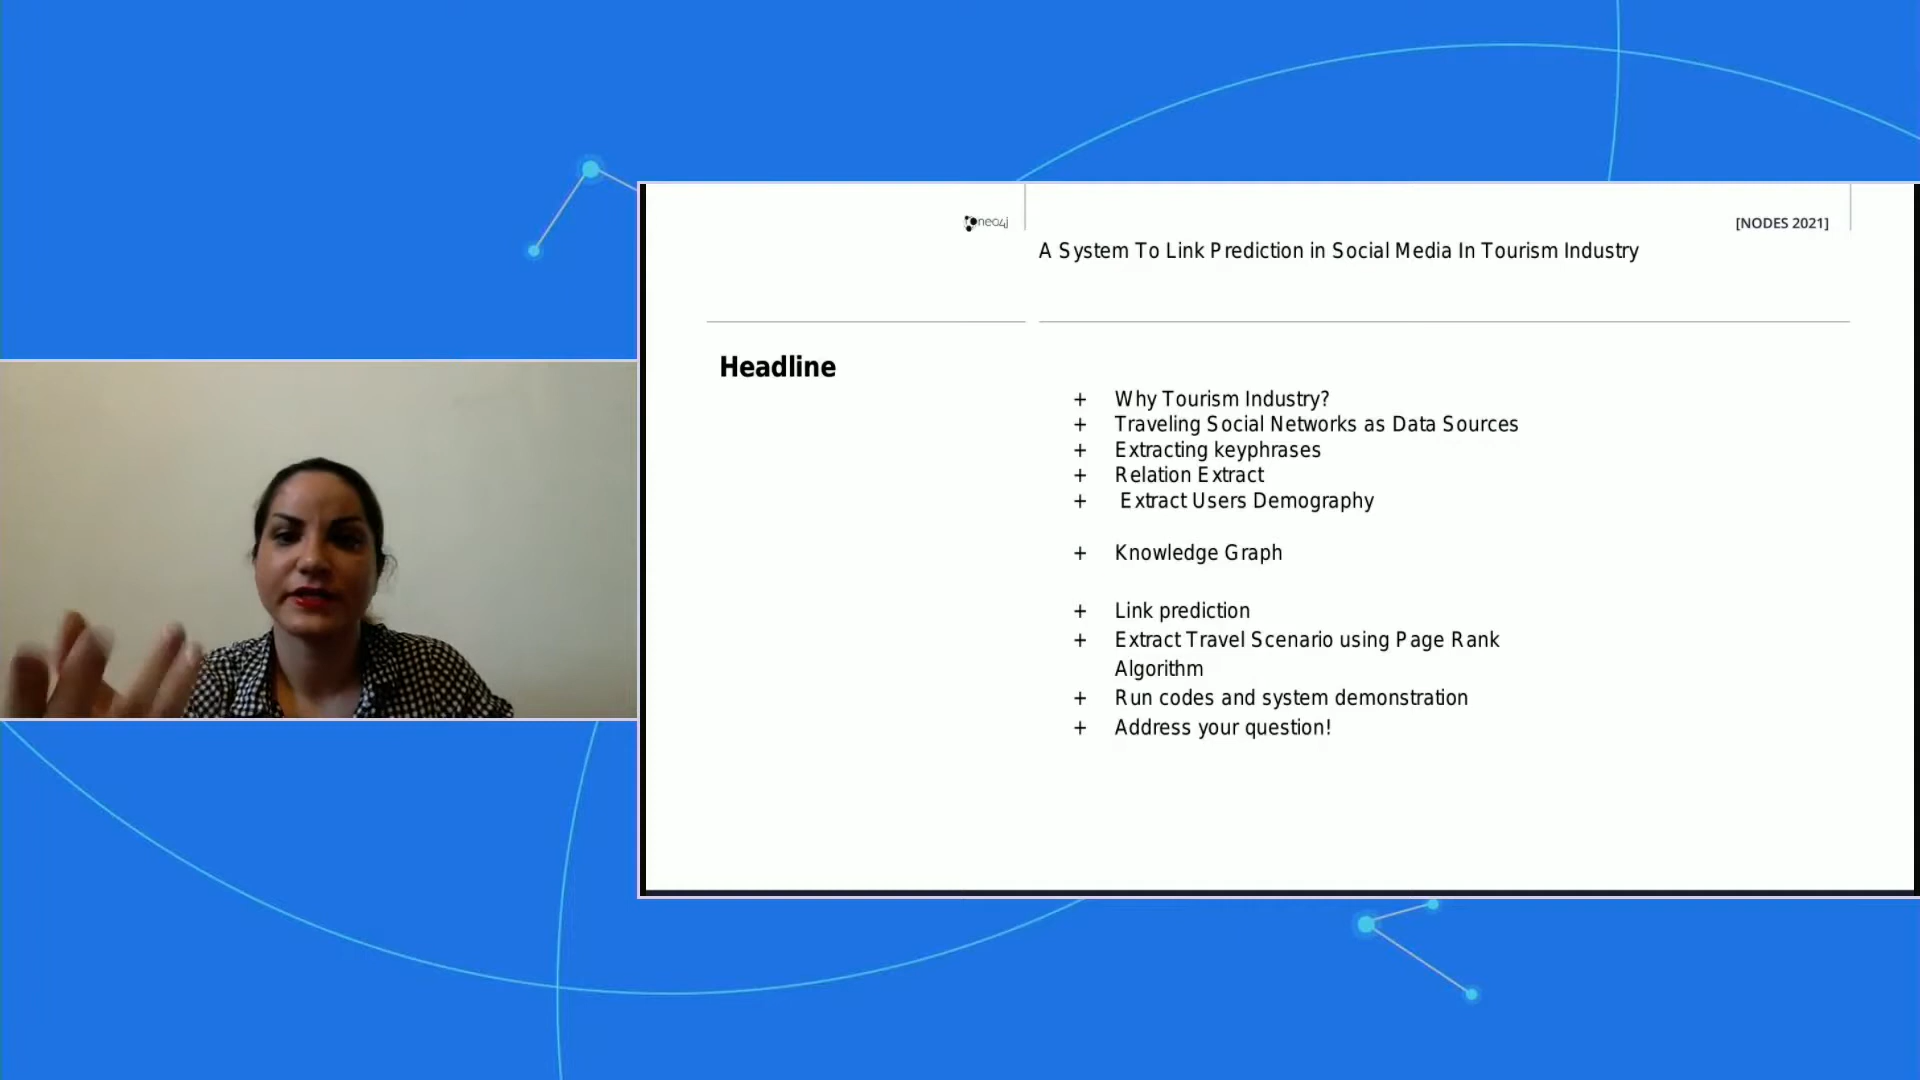 neo4j
[NODES 2021]
A System To Link Prediction in Social Media In Tourism Industry
Headline
+ Why Tourism Industry?
+ Traveling Social Networks as Data Sources
+ Extracting keyphrases
+ Relation Extract
+ Extract Users Demography
+ Knowledge Graph
+ Link prediction
+ Extract Travel Scenario using Page Rank
Algorithm
+ Run codes and system demonstration
+ Address your question!